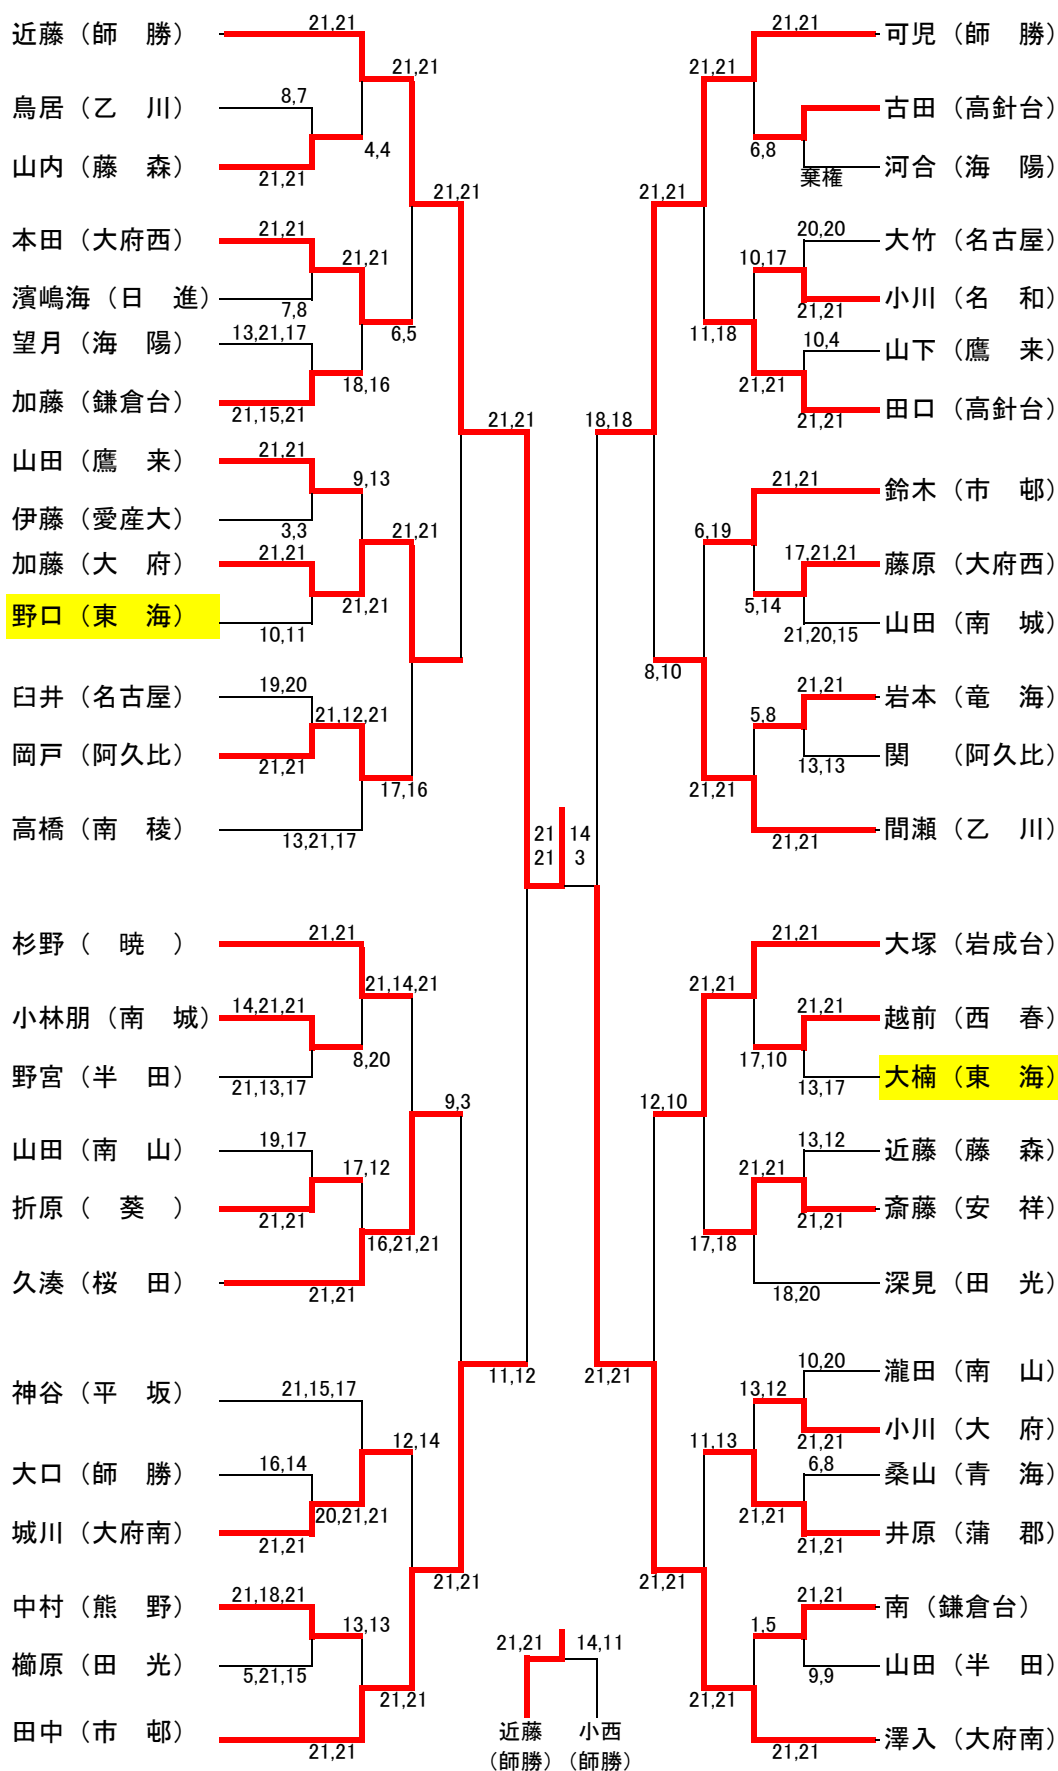 21,21
近藤（師　勝）
21,21
8,7
鳥居（乙　川）
4,4
山内（藤　森）
21,21
21,21
21,21
本田（大府西）
21,21
濱嶋海（日　進）
7,8
6,5
13,21,17
望月（海　陽）
18,16
加藤（鎌倉台）
21,15,21
21,21
21,21
山田（鷹　来）
9,13
伊藤（愛産大）
3,3
21,21
21,21
加藤（大　府）
21,21
野口（東　海）
10,11
19,20
臼井（名古屋）
21,12,21
岡戸（阿久比）
21,21
17,16
高橋（南　稜）
13,21,17
21,21
杉野（　暁　）
21,14,21
14,21,21
小林朋（南　城）
8,20
野宮（半　田）
21,13,17
9,3
19,17
山田（南　山）
17,12
折原（　葵　）
21,21
16,21,21
久湊（桜　田）
21,21
11,12
21,15,17
神谷（平　坂）
12,14
16,14
大口（師　勝）
20,21,21
城川（大府南）
21,21
21,21
21,18,21
中村（熊　野）
13,13
櫛原（田　光）
5,21,15
21,21
田中（市　邨）
21,21
21 14
21 3
21,21 14,11
近藤 小西
（師勝）（師勝）
21,21
可児（師　勝）
21,21
古田（高針台）
6,8
河合（海　陽）
棄権
21,21
20,20
大竹（名古屋）
10,17
小川（名　和）
21,21
11,18
10,4
山下（鷹　来）
21,21
田口（高針台）
21,21
18,18
21,21
鈴木（市　邨）
6,19
17,21,21
藤原（大府西）
5,14
山田（南　城）
21,20,15
8,10
21,21
岩本（竜　海）
5,8
関　（阿久比）
13,13
21,21
間瀬（乙　川）
21,21
21,21
大塚（岩成台）
21,21
21,21
越前（西　春）
17,10
大楠（東　海）
13,17
12,10
13,12
近藤（藤　森）
21,21
斎藤（安　祥）
21,21
17,18
深見（田　光）
18,20
21,21
10,20
瀧田（南　山）
13,12
小川（大　府）
21,21
11,13
6,8
桑山（青　海）
21,21
井原（蒲　郡）
21,21
21,21
21,21
南（鎌倉台）
1,5
山田（半　田）
9,9
21,21
澤入（大府南）
21,21